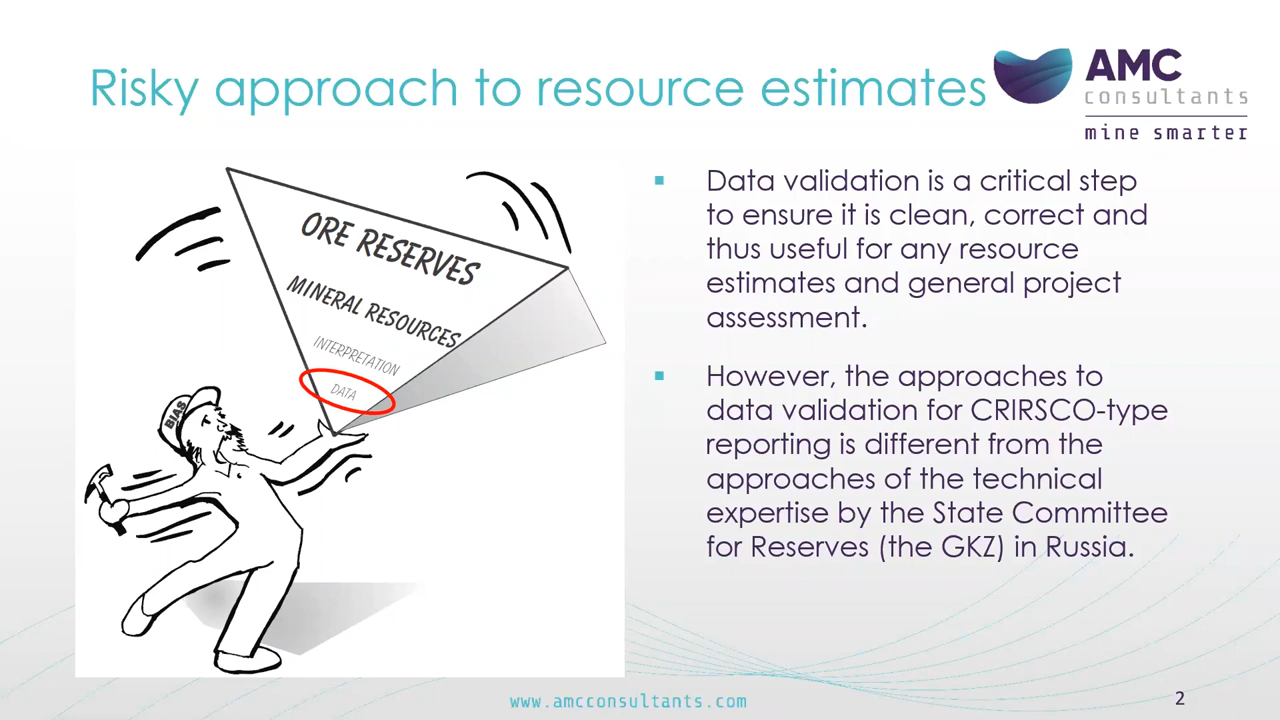 Risky approach to resource estimates
AMC
consultants
mine smarter
ORE RESERVES
MINERAL RESOURCES
INTERPRETATION
DATA
BIAS
Data validation is a critical step
to ensure it is clean, correct and
thus useful for any resource
estimates and general project
assessment.
However, the approaches to
data validation for CRIRSCO-type
reporting is different from the
approaches of the technical
expertise by the State Committee
for Reserves (the GKZ) in Russia.
www.amcconsultants.com
2